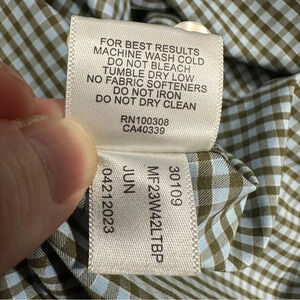 FOR BEST RESULTS
MACHINE WASH COLD
DO NOT BLEACH
TUMBLE DRY LOW
NO FABRIC SOFTENERS
DO NOT IRON
DO NOT DRY CLEAN
RN100308
CA40339
30109
MF23W42LTBP
JUN
04212023